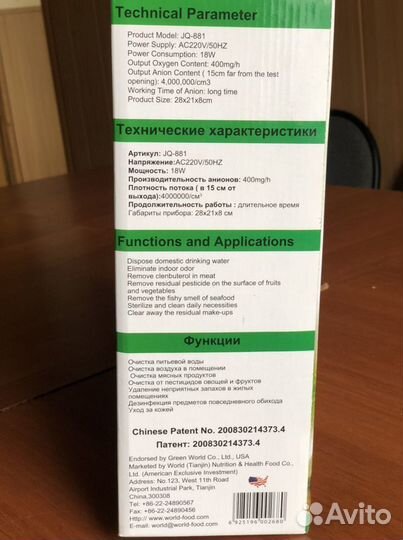 Technical Parameter
Product Model: JQ-881
Power Supply: AC220V/50HZ
Power Consumption: 18W
Output Oxygen Content: 400mg/h
Output Anion Content ( 15cm far from the test
opening): 4,000,000/cm3
Working Time of Anion: long time
Product Size: 28x21x8cm
Технические характеристики
Артикул: JQ-881
Напряжение:AC220V/50HZ
Мощность: 18W
Производительность анионов: 400mg/h
Плотность потока ( в 15 см от
выхода):4000000/см³
Продолжительность работы : длительное время
Габариты прибора: 28x21x8 см
Functions and Applications
Dispose domestic drinking water
Eliminate indoor odor
Remove clenbuterol in meat
Remove residual pesticide on the surface of fruits
and vegetables
Remove the fishy smell of seafood
Sterilize and clean daily necessities
Clear away the residual make-ups
Функции
Очистка питьевой воды
Очистка воздуха в помещении
Очистка мясных продуктов
Очистка от пестицидов овощей и фруктов
Удаление неприятных запахов в жилых
помещениях
Дезинфекция предметов повседневного обихода
Уход за кожей
Chinese Patent No. 200830214373.4
Патент: 200830214373.4
Endorsed by Green World Co., Ltd., USA
Marketed by World (Tianjin) Nutrition & Health Food Co.,
Ltd. (American Exclusive Investment)
Address: No.123, West 11th Road
Airport Industrial Park, Tianjin
China,300308
Tel: +86-22-24890567
Fax: +86-22-24890456
Http://www.world-food.com
E-mail: world@world-food.com
6 925196 002680
Avito